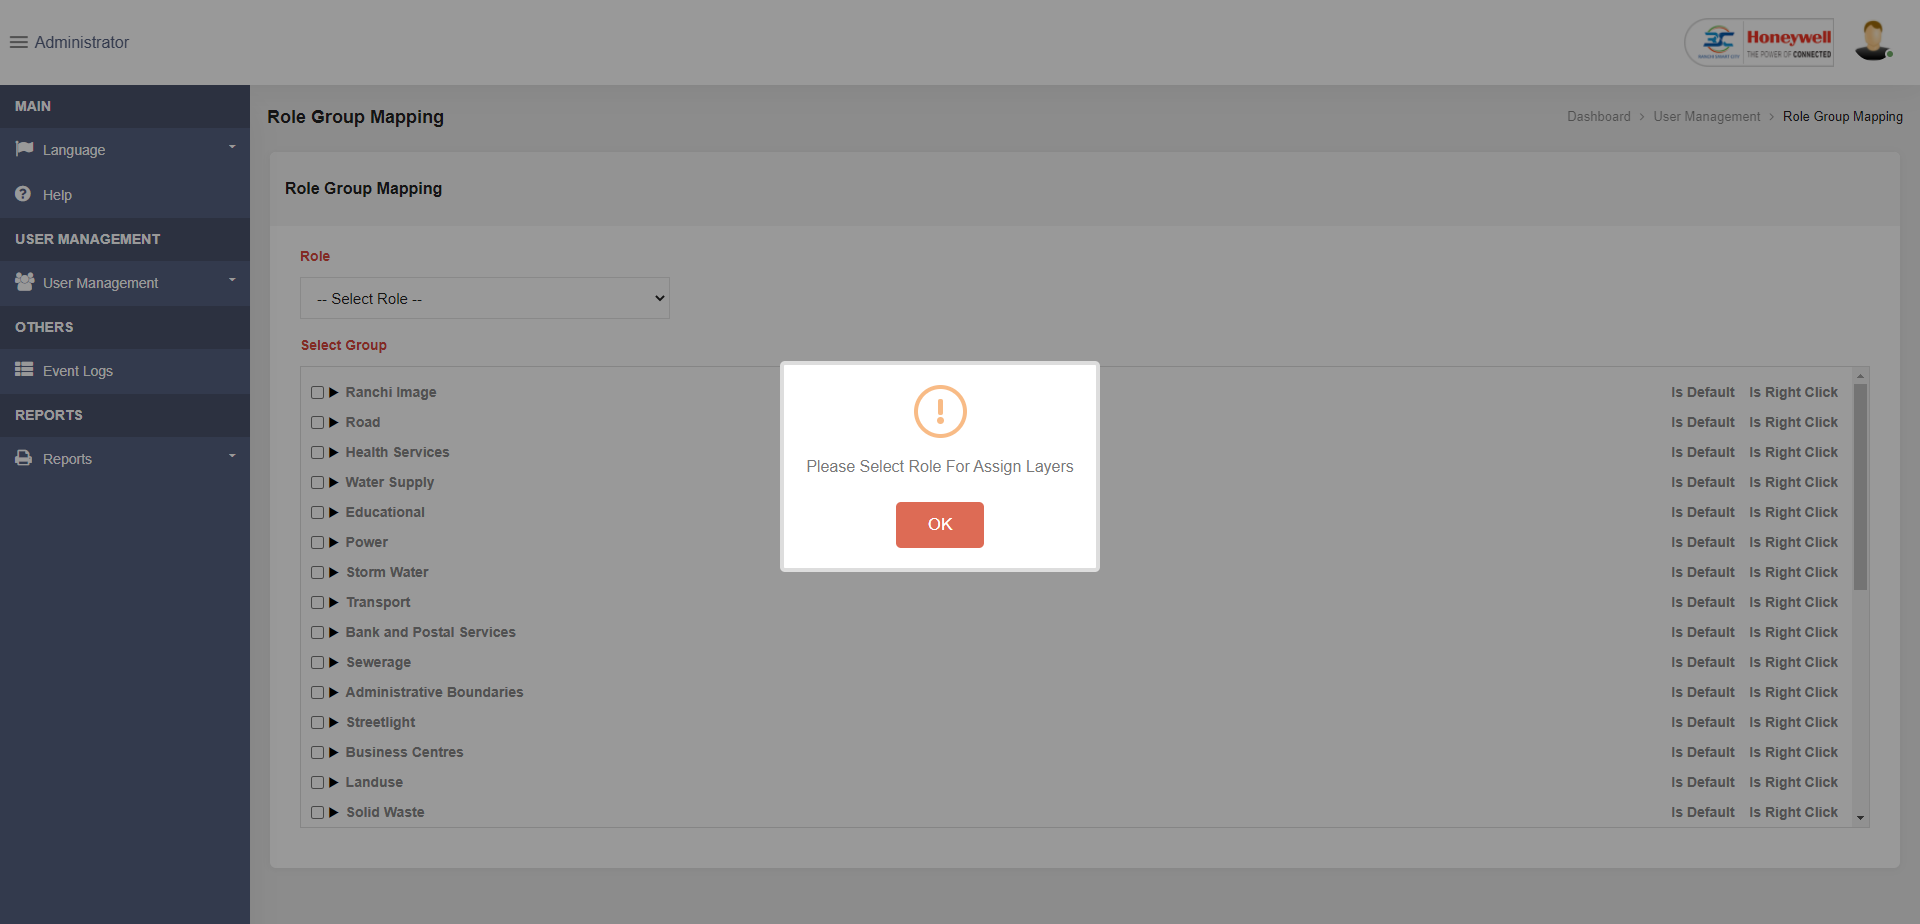 Administrator
Honeywell
THE POWER OF CONNECTED
MAIN
Language
Help
USER MANAGEMENT
User Management
OTHERS
Event Logs
REPORTS
Reports
Role Group Mapping
Dashboard > User Management > Role Group Mapping
Role Group Mapping
Role
-- Select Role --
Select Group
Ranchi Image Is Default Is Right Click
Road Is Default Is Right Click
Health Services Is Default Is Right Click
Water Supply Is Default Is Right Click
Educational Is Default Is Right Click
Power Is Default Is Right Click
Storm Water Is Default Is Right Click
Transport Is Default Is Right Click
Bank and Postal Services Is Default Is Right Click
Sewerage Is Default Is Right Click
Administrative Boundaries Is Default Is Right Click
Streetlight Is Default Is Right Click
Business Centres Is Default Is Right Click
Landuse Is Default Is Right Click
Solid Waste Is Default Is Right Click
Please Select Role For Assign Layers
OK